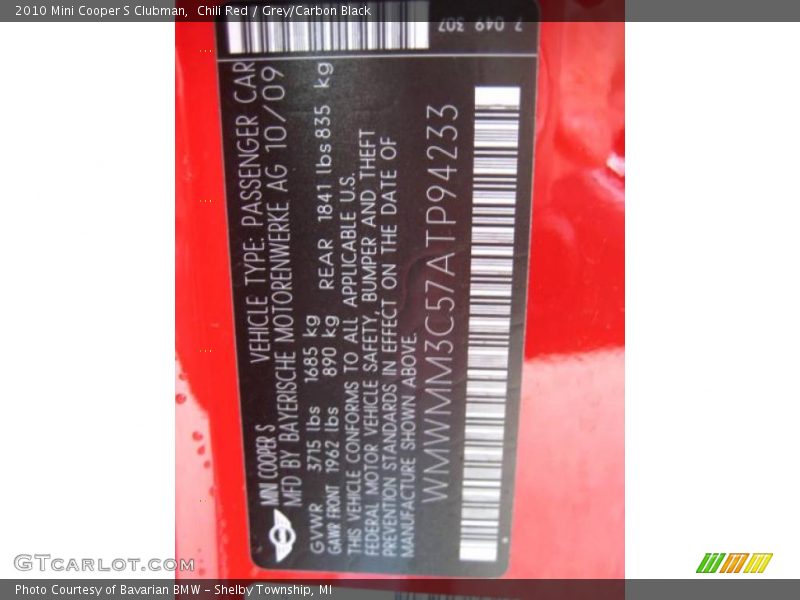 2010 Mini Cooper S Clubman,  Chili Red / Grey/Carbon Black
7 049 307
MINI COOPER S VEHICLE TYPE: PASSENGER CAR
MFD BY BAYERISCHE MOTORENWERKE AG 10/09
GVWR 3715 lbs 1685 kg
GAWR FRONT 1962 lbs 890 kg REAR 1841 lbs 835 kg
THIS VEHICLE CONFORMS TO ALL APPLICABLE U.S.
FEDERAL MOTOR VEHICLE SAFETY, BUMPER AND THEFT
PREVENTION STANDARDS IN EFFECT ON THE DATE OF
MANUFACTURE SHOWN ABOVE.
WMWMM3C57ATP94233
GTCarLot.com
Photo Courtesy of Bavarian BMW – Shelby Township, MI